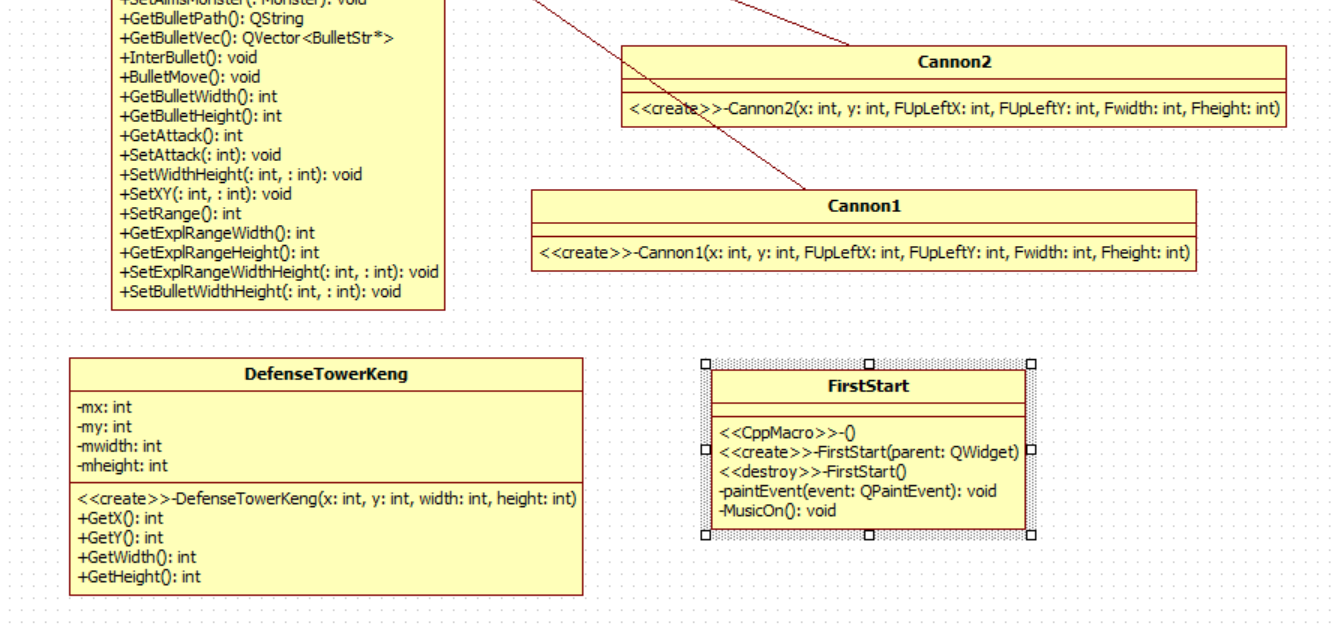 +SetAimsMonster(: Monster): void
+GetBulletPath(): QString
+GetBulletVec(): QVector<BulletStr*>
+InterBullet(): void
+BulletMove(): void
+GetBulletWidth(): int
+GetBulletHeight(): int
+GetAttack(): int
+SetAttack(: int): void
+SetWidthHeight(: int, : int): void
+SetXY(: int, : int): void
+SetRange(): int
+GetExplRangeWidth(): int
+GetExplRangeHeight(): int
+SetExplRangeWidthHeight(: int, : int): void
+SetBulletWidthHeight(: int, : int): void
Cannon2
<<create>>-Cannon2(x: int, y: int, FUpLeftX: int, FUpLeftY: int, Fwidth: int, Fheight: int)
Cannon1
<<create>>-Cannon1(x: int, y: int, FUpLeftX: int, FUpLeftY: int, Fwidth: int, Fheight: int)
DefenseTowerKeng
-mx: int
-my: int
-mwidth: int
-mheight: int
<<create>>-DefenseTowerKeng(x: int, y: int, width: int, height: int)
+GetX(): int
+GetY(): int
+GetWidth(): int
+GetHeight(): int
FirstStart
<<CppMacro>>-()
<<create>>-FirstStart(parent: QWidget)
<<destroy>>-FirstStart()
-paintEvent(event: QPaintEvent): void
-MusicOn(): void